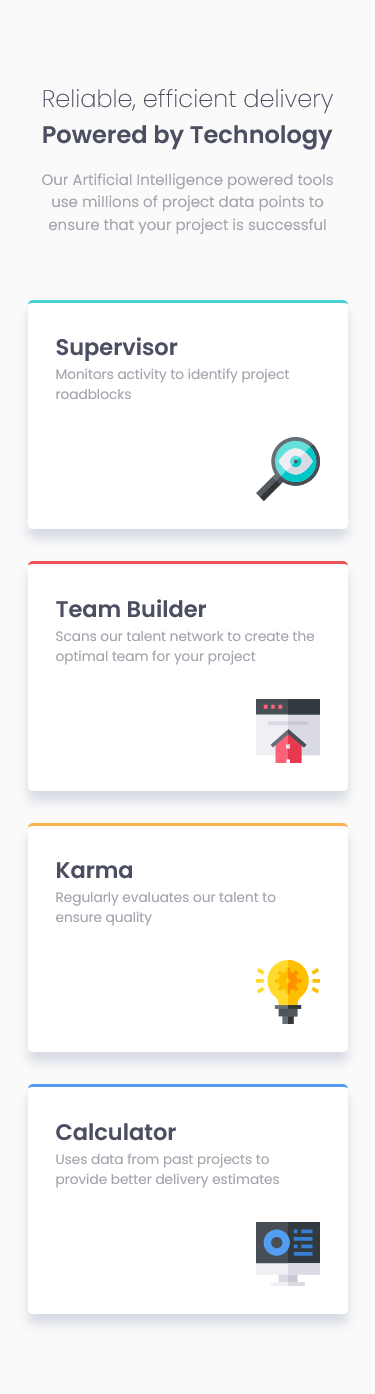 Reliable, efficient delivery
Powered by Technology
Our Artificial Intelligence powered tools
use millions of project data points to
ensure that your project is successful
Supervisor
Monitors activity to identify project
roadblocks
Team Builder
Scans our talent network to create the
optimal team for your project
Karma
Regularly evaluates our talent to
ensure quality
Calculator
Uses data from past projects to
provide better delivery estimates